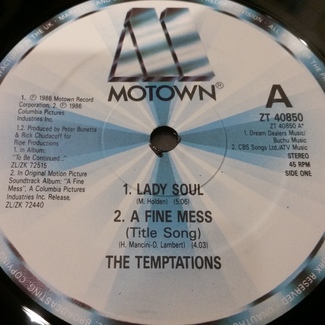 MOTOWN®
1. ℗ 1986 Motown Record
Corporation. 2. ℗ 1986
Columbia Pictures
Industries Inc.
1.2. Produced by Peter Bunetta
& Rick Chudacoff for
Ripe Productions
1. In Album:
"To Be Continued..."
ZL/ZK 72515
2. In Original Motion Picture
Soundtrack Album: "A Fine
Mess", A Columbia Pictures
Industries Inc. Release.
ZL/ZK 72440
A
ZT 40850
ZT 40850 A*
1. Dream Dealers Music/
Buchu Music
2. CBS Songs Ltd./ATV Music
STEREO
45 RPM
SIDE ONE
1. LADY SOUL
(M. Holden) (5.06)
2. A FINE MESS
(Title Song)
(H. Mancini-D. Lambert) (4.03)
THE TEMPTATIONS